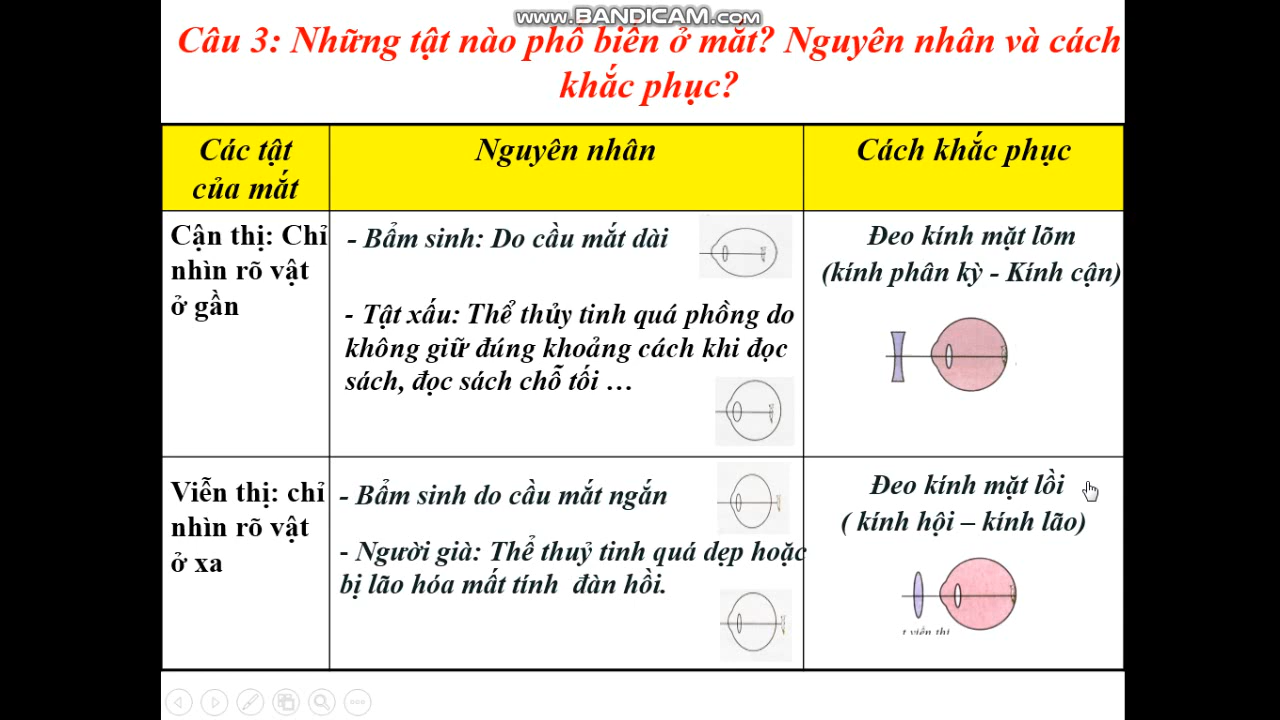 www.BANDICAM.com
Câu 3: Những tật nào phổ biến ở mắt? Nguyên nhân và cách
khắc phục?
Các tật
của mắt
Nguyên nhân
Cách khắc phục
Cận thị: Chỉ
nhìn rõ vật
ở gần
- Bẩm sinh: Do cầu mắt dài
- Tật xấu: Thể thủy tinh quá phồng do
không giữ đúng khoảng cách khi đọc
sách, đọc sách chỗ tối ...
Đeo kính mặt lõm
(kính phân kỳ - Kính cận)
Viễn thị: chỉ
nhìn rõ vật
ở xa
- Bẩm sinh do cầu mắt ngắn
- Người già: Thể thuỷ tinh quá dẹp hoặc
bị lão hóa mất tính đàn hồi.
Đeo kính mặt lồi
( kính hội – kính lão)
viễn thị